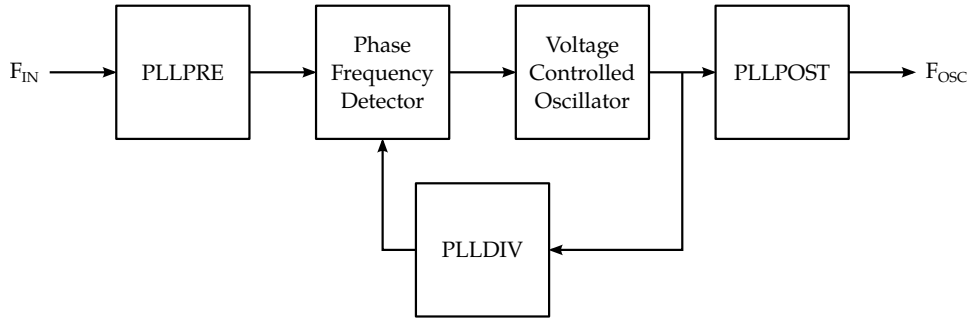 F_IN
PLLPRE
Phase
Frequency
Detector
Voltage
Controlled
Oscillator
PLLPOST
F_OSC
PLLDIV